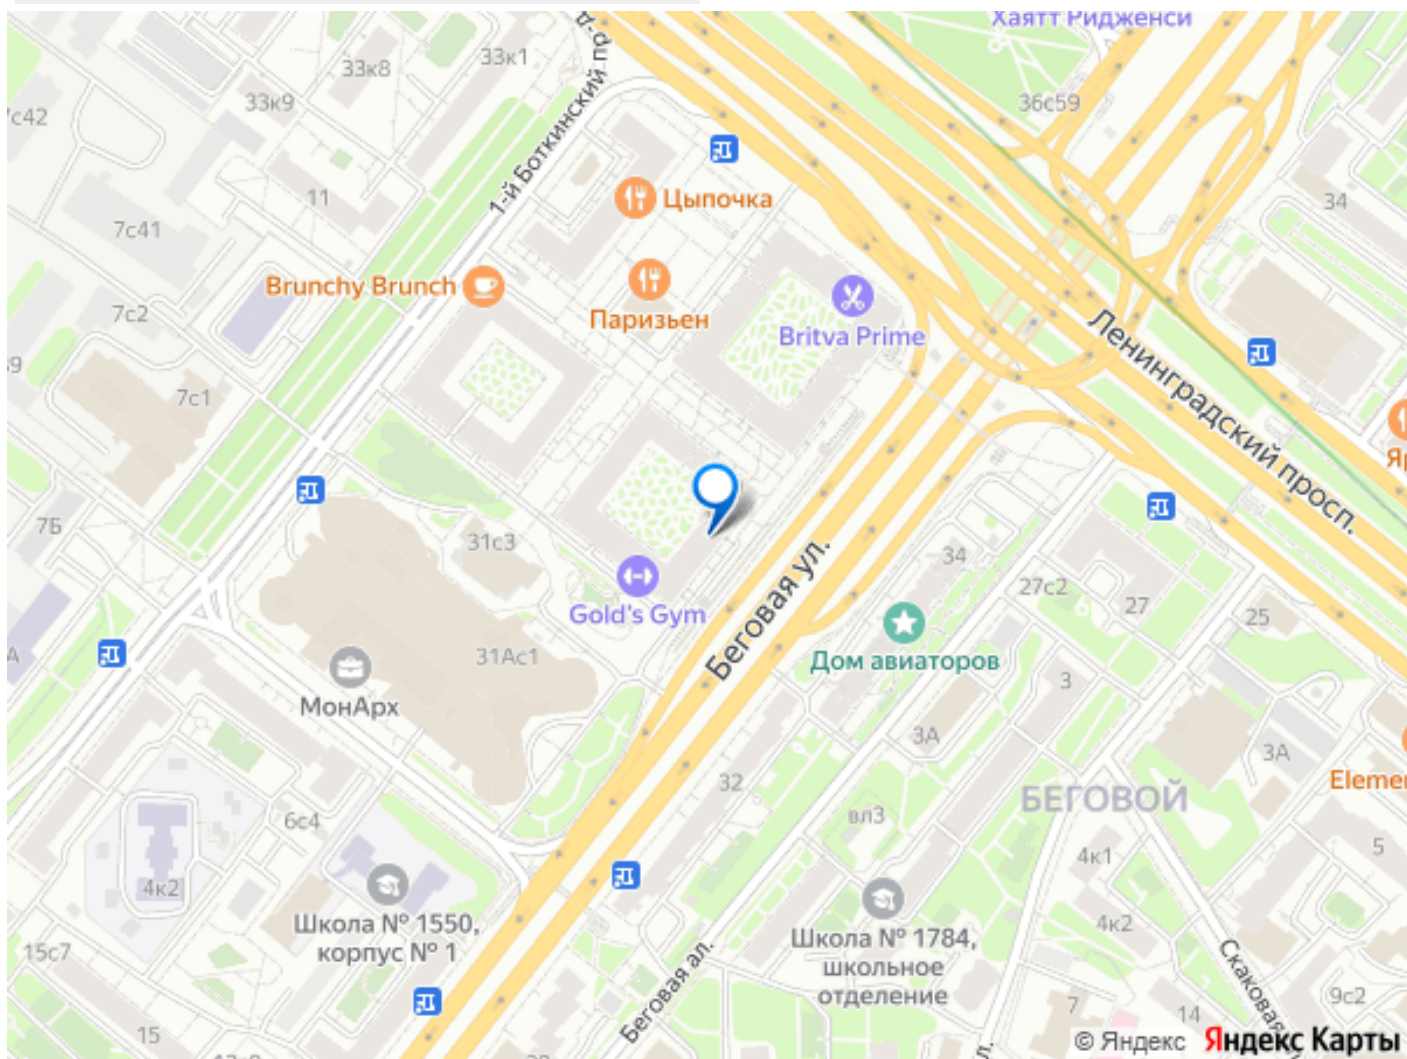 Хаятт Ридженси
33к1
33к8
33к9
36с59
1-й Боткинский пр-д
11
Цыпочка
34
7с41
Brunchy Brunch
7с2
Паризьен
Britva Prime
Ленинградский просп.
7с1
7Б
31с3
34
27с2
27
25
Gold's Gym
Беговая ул.
31Ас1
Дом авиаторов
3
МонАрх
3А
3А
32
БЕГОВОЙ
вл3
6с4
4к1
5
4к2
Школа № 1550,
корпус № 1
Школа № 1784,
школьное
отделение
4к2
15с7
Беговая ал.
Скаковая
9с2
7
14
15
© Яндекс Яндекс Карты